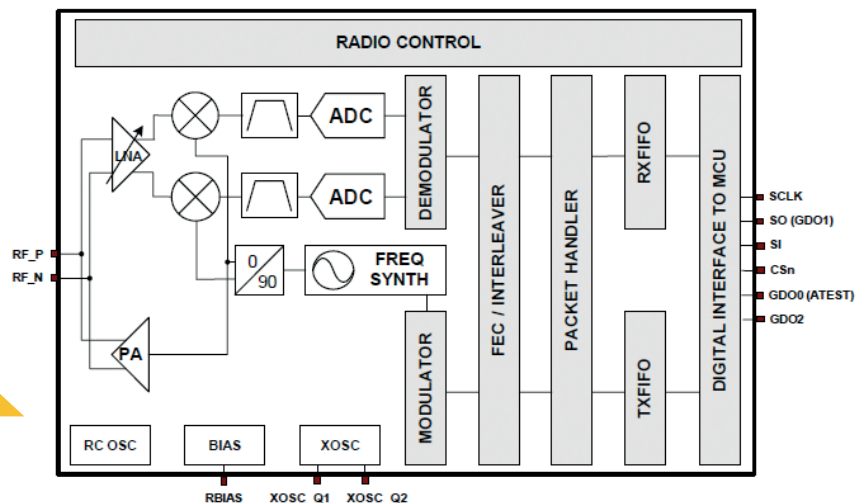 RADIO CONTROL
LNA
ADC
ADC
DEMODULATOR
FEC / INTERLEAVER
PACKET HANDLER
RXFIFO
DIGITAL INTERFACE TO MCU
SCLK
SO (GDO1)
SI
CSn
GDO0 (ATEST)
GDO2
RF_P
RF_N
0
90
FREQ
SYNTH
PA
MODULATOR
TXFIFO
RC OSC
BIAS
XOSC
RBIAS
XOSC_Q1
XOSC_Q2